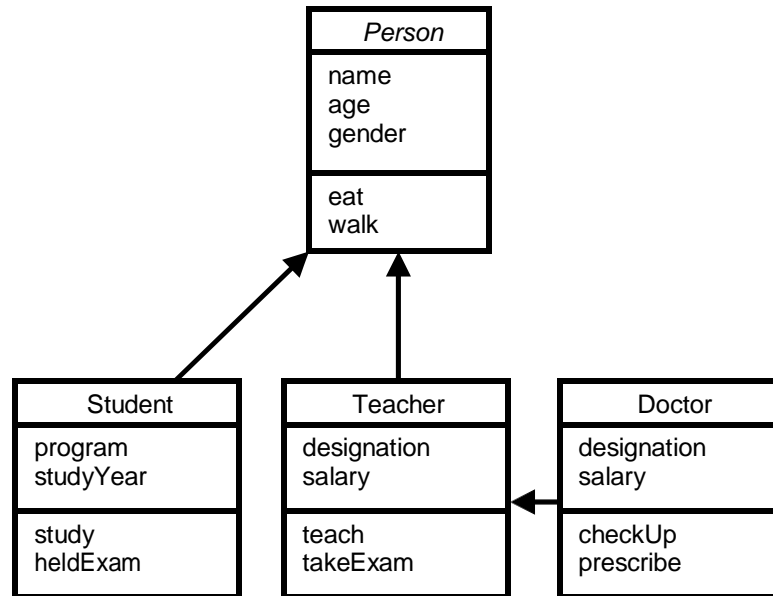 Person
name
age
gender
eat
walk
Student
program
studyYear
study
heldExam
Teacher
designation
salary
teach
takeExam
Doctor
designation
salary
checkUp
prescribe